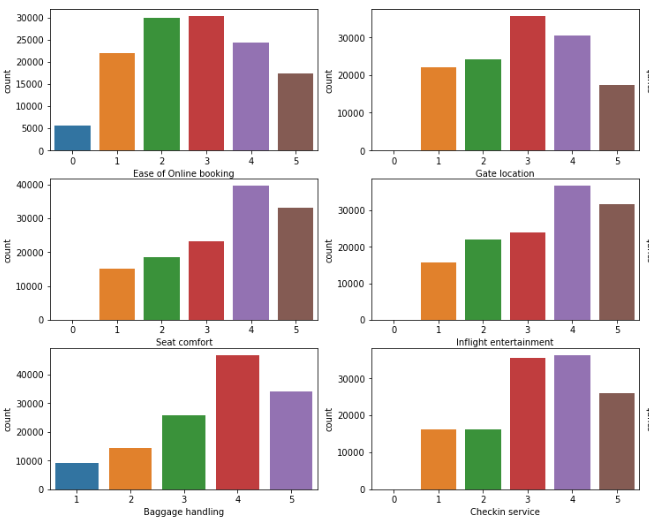 30000
25000
20000
15000
10000
5000
0
count
0 1 2 3 4 5
Ease of Online booking
30000
20000
10000
0
count
0 1 2 3 4 5
Gate location
40000
30000
20000
10000
0
count
0 1 2 3 4 5
Seat comfort
30000
20000
10000
0
count
0 1 2 3 4 5
Inflight entertainment
40000
30000
20000
10000
0
count
1 2 3 4 5
Baggage handling
30000
20000
10000
0
count
0 1 2 3 4 5
Checkin service